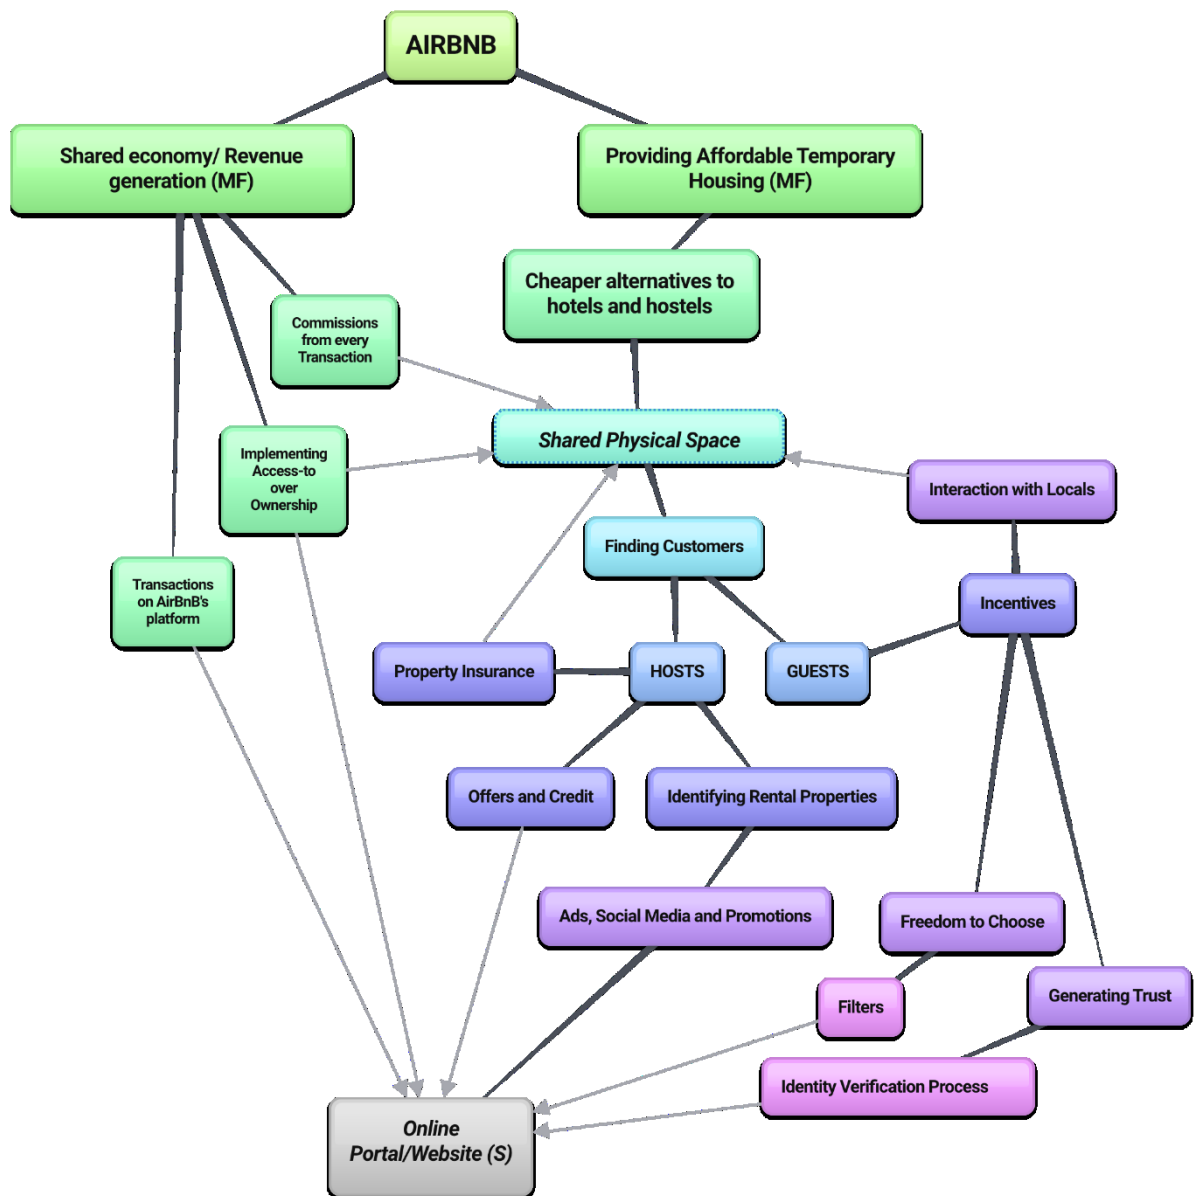 AIRBNB
Shared economy/ Revenue
generation (MF)
Providing Affordable Temporary
Housing (MF)
Cheaper alternatives to
hotels and hostels
Commissions
from every
Transaction
Shared Physical Space
Implementing
Access-to
over
Ownership
Interaction with Locals
Finding Customers
Transactions
on AirBnB's
platform
Incentives
Property Insurance
HOSTS
GUESTS
Offers and Credit
Identifying Rental Properties
Ads, Social Media and Promotions
Freedom to Choose
Filters
Generating Trust
Identity Verification Process
Online
Portal/Website (S)